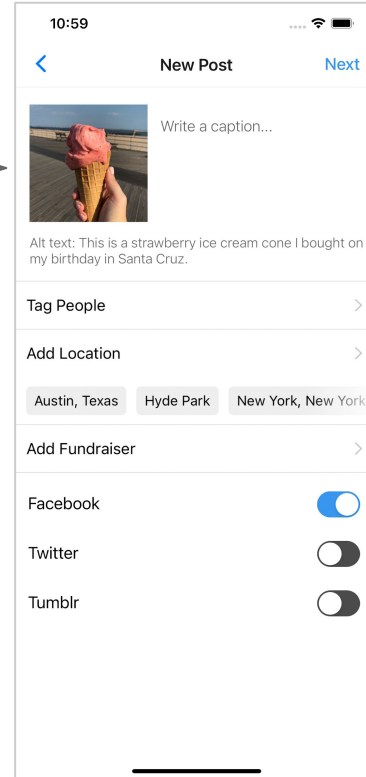 10:59
New Post Next
Write a caption...
Alt text: This is a strawberry ice cream cone I bought on
my birthday in Santa Cruz.
Tag People
Add Location
Austin, Texas Hyde Park New York, New York
Add Fundraiser
Facebook
Twitter
Tumblr